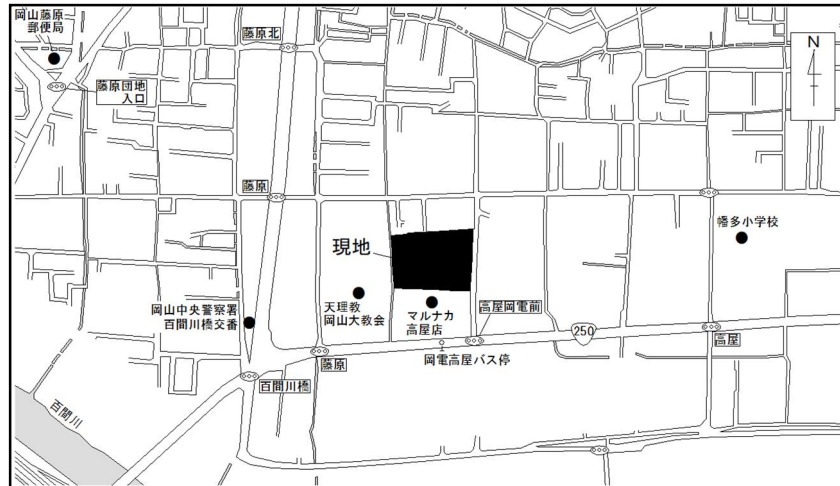 岡山藤原
郵便局
藤原北
N
藤原団地
入口
藤原
幡多小学校
現地
天理教
岡山大教会
マルナカ
高屋店
高屋岡電前
岡山中央警察署
百間川橋交番
250
高屋
藤原
岡電高屋バス停
百間川橋
百間川